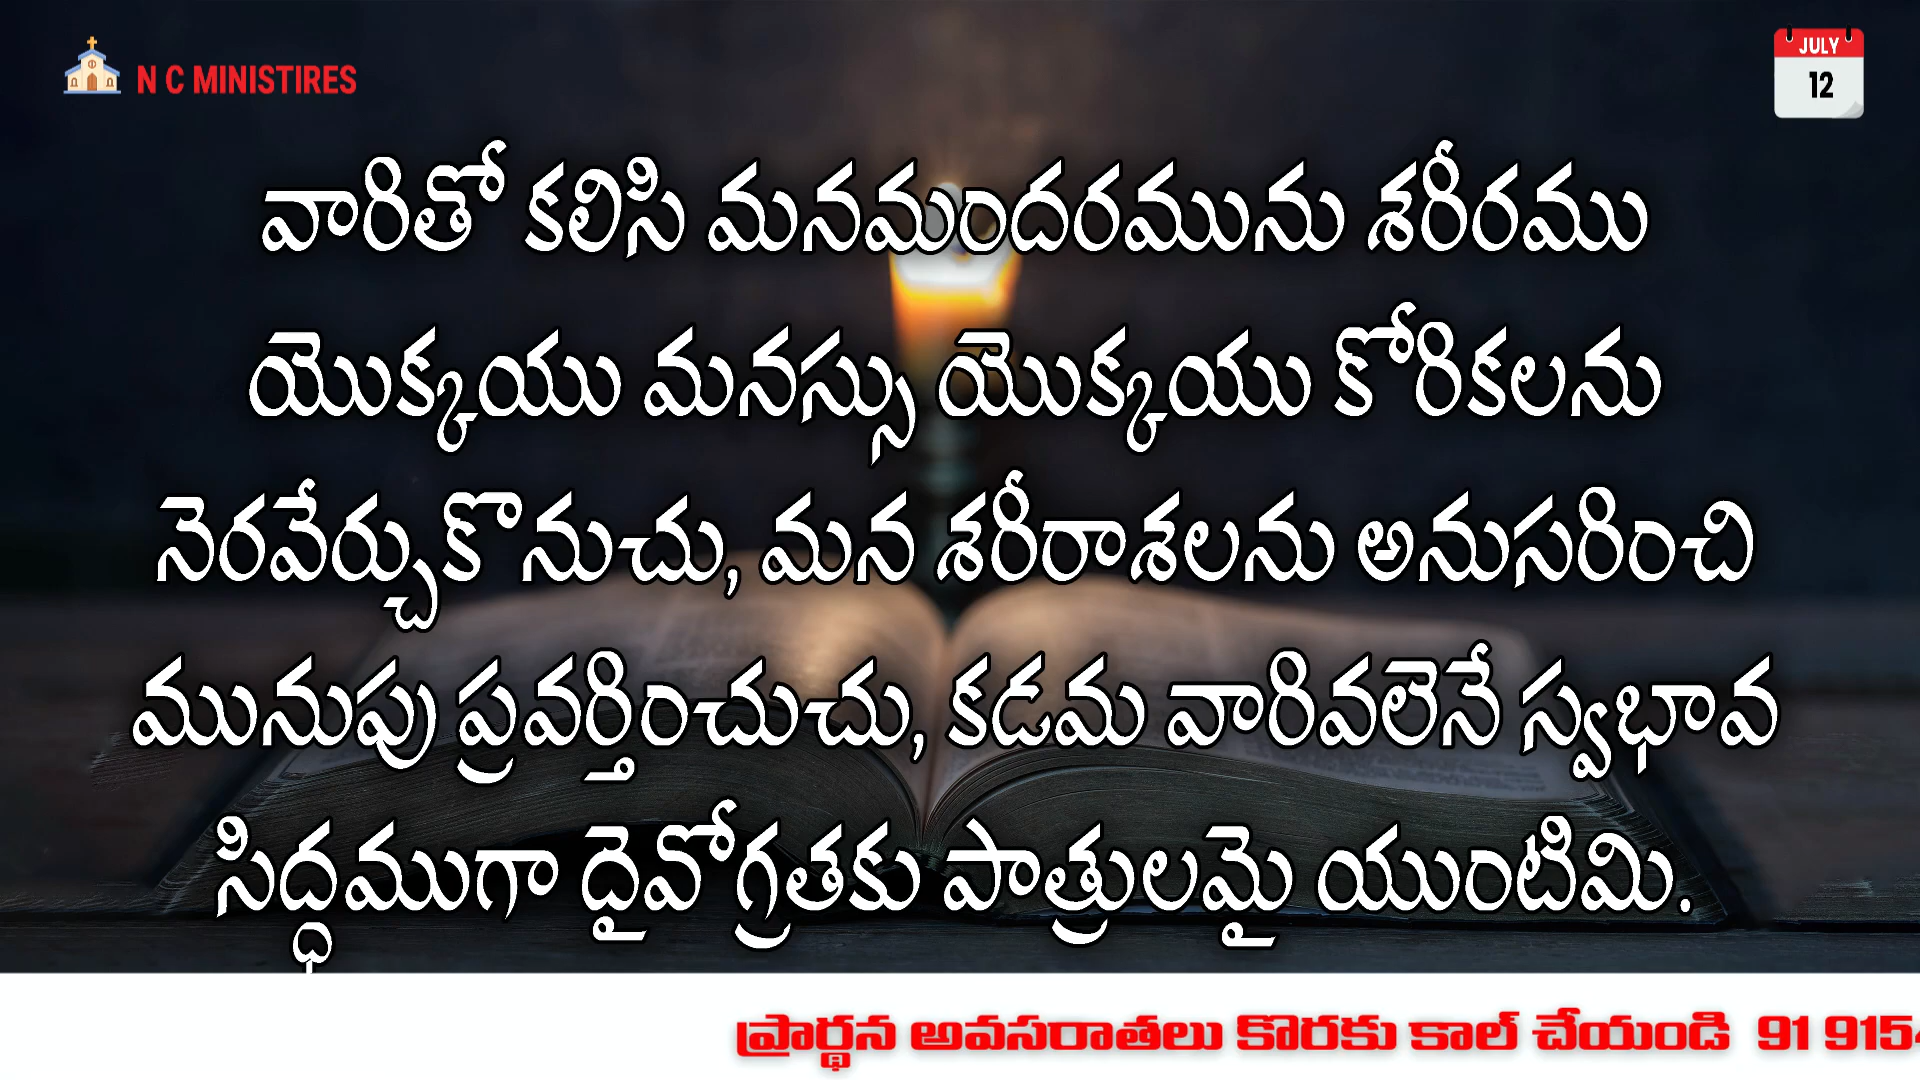 N C MINISTIRES
JULY
12
వారితో కలిసి మనమందరమును శరీరము
యొక్కయు మనస్సు యొక్కయు కోరికలను
నెరవేర్చుకొనుచు, మన శరీరాశలను అనుసరించి
మునుపు ప్రవర్తించుచు, కడమ వారివలెనే స్వభావ
సిద్ధముగా దైవోగ్రతకు పాత్రులమై యుంటిమి.
ప్రార్థన అవసరాతలు కొరకు కాల్ చేయండి 91 915